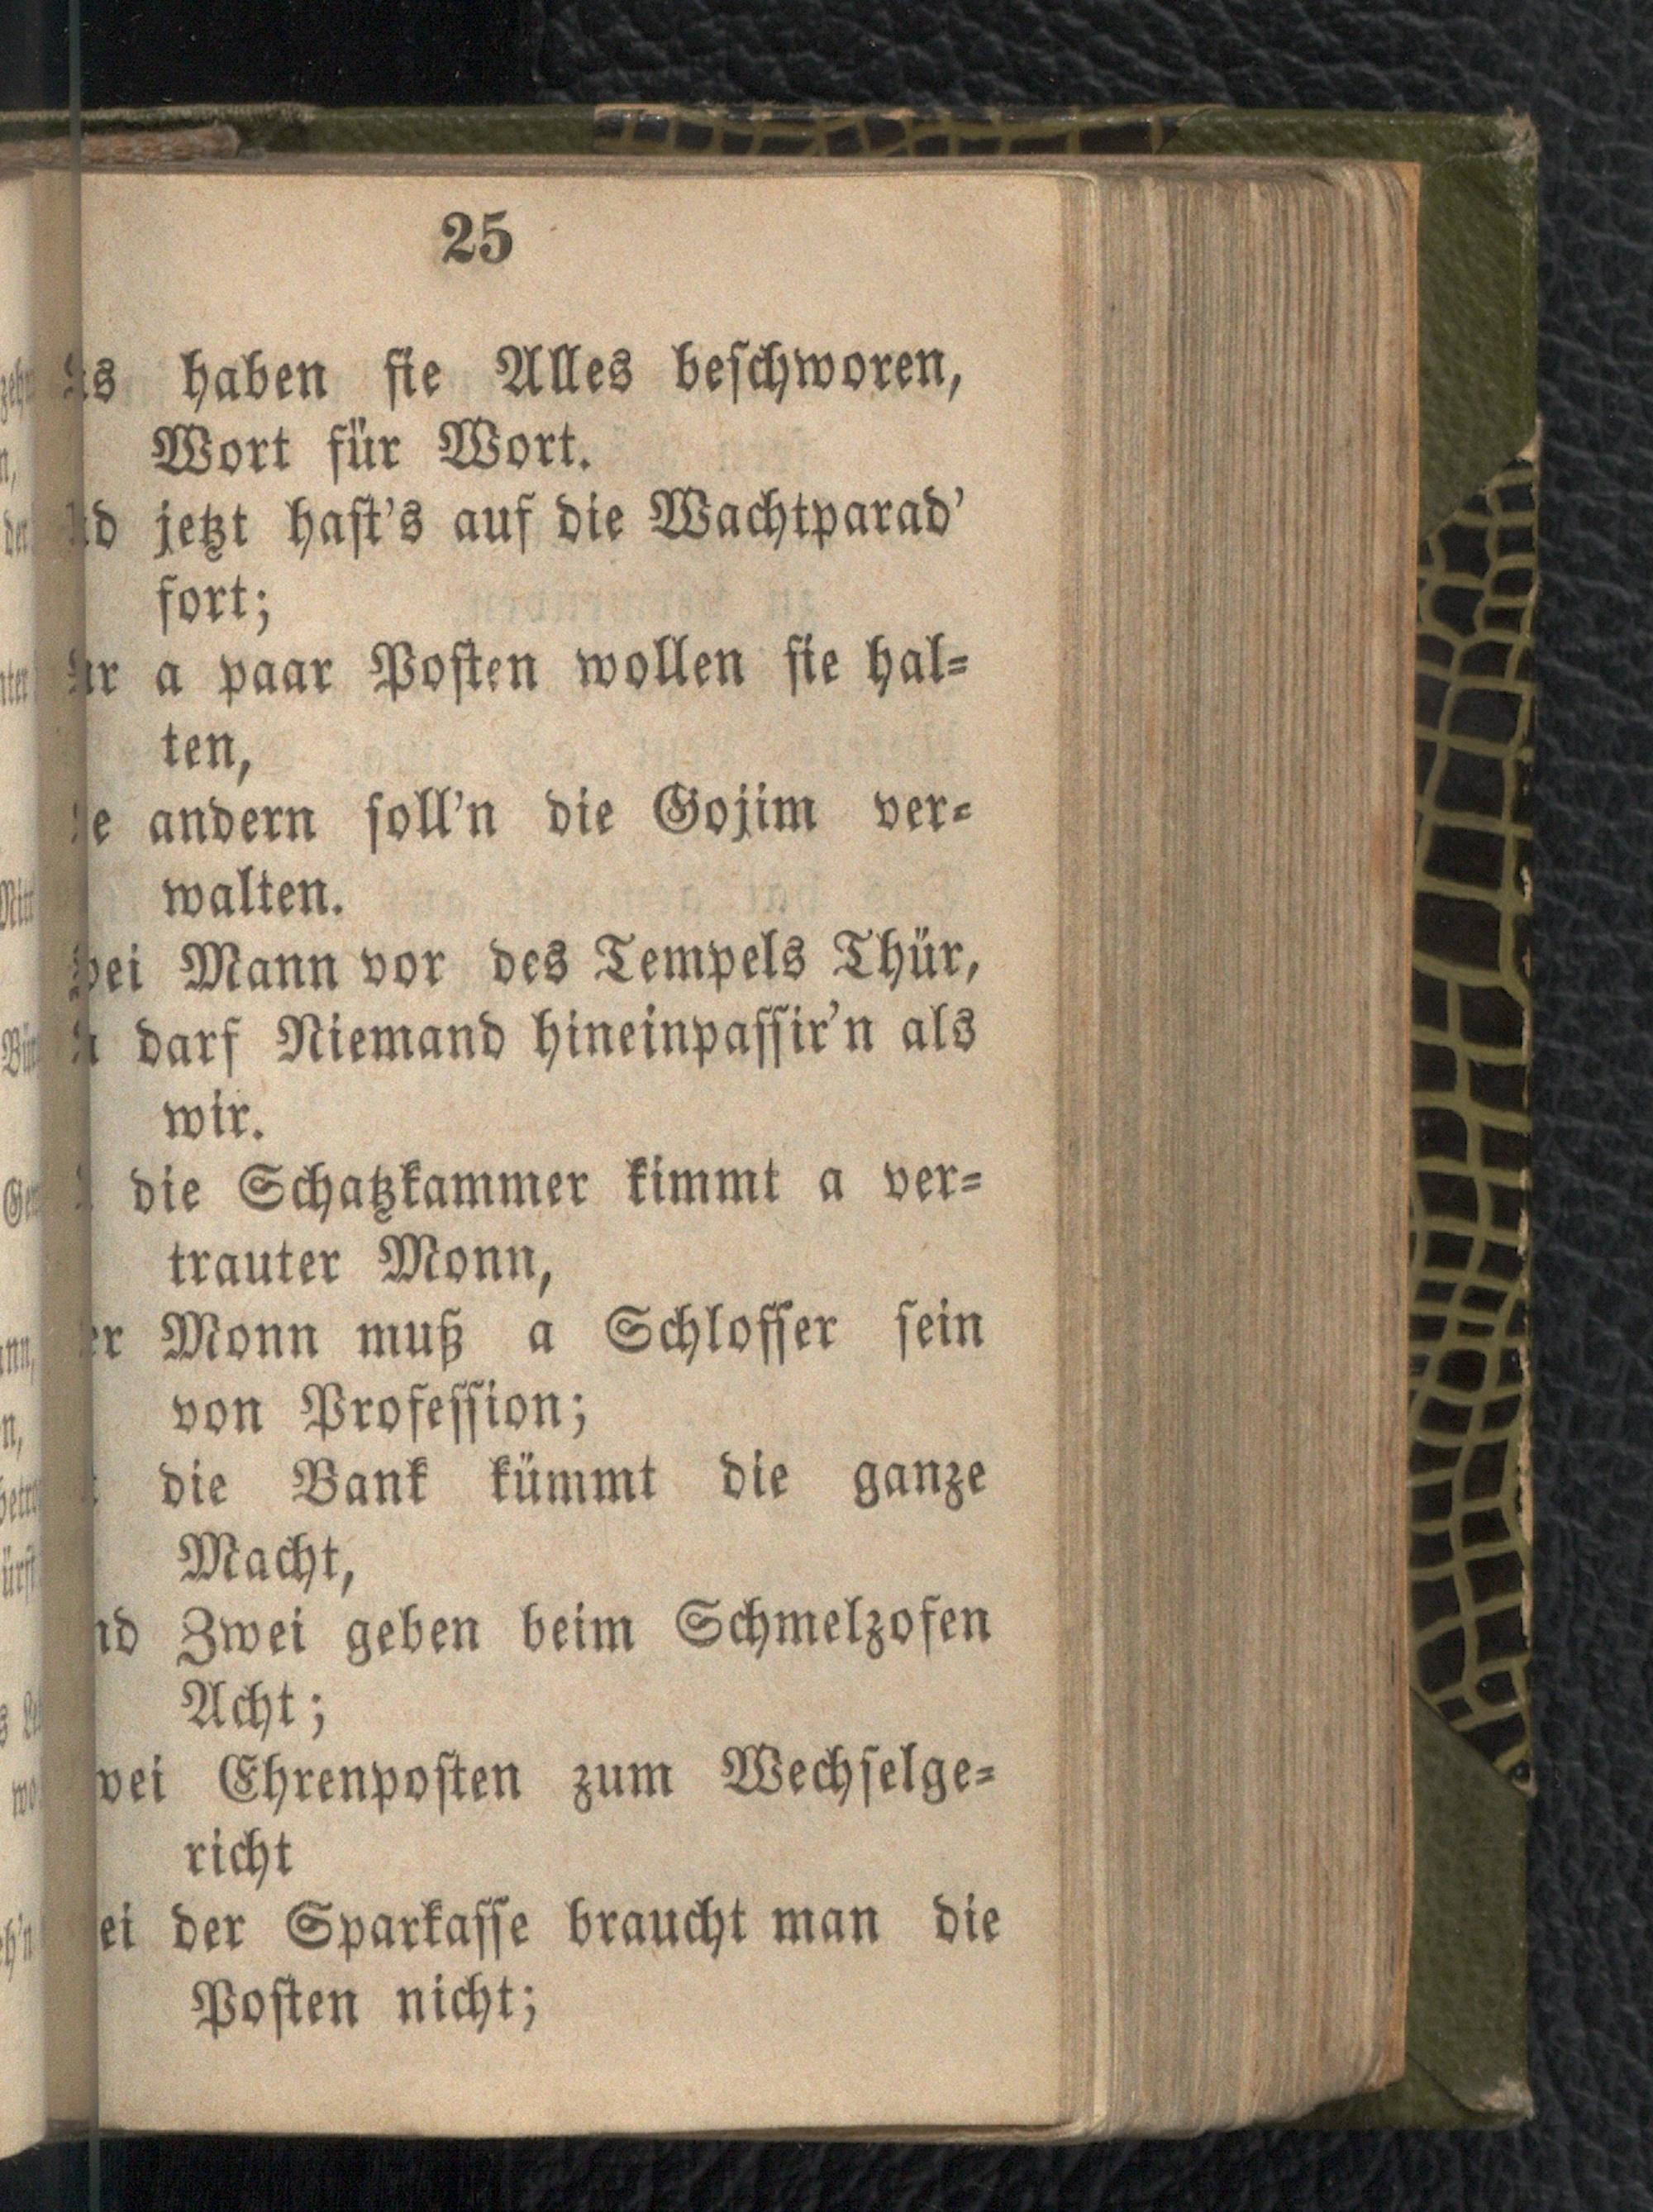 25
haben sie Alles beschworen,
Wort für Wort.
jetzt hast's auf die Wachtparad'
fort;
a paar Posten wollen sie hal-
ten,
andern soll'n die Gojim ver-
walten.
Mann vor des Tempels Thür,
darf Niemand hineinpassir'n als
wir.
die Schatzkammer kimmt a ver-
trauter Monn,
Monn muß a Schlosser sein
von Profession;
die Bank kümmt die ganze
Macht,
Zwei geben beim Schmelzofen
Acht;
Ehrenposten zum Wechselge-
richt
der Sparkasse braucht man die
Posten nicht;